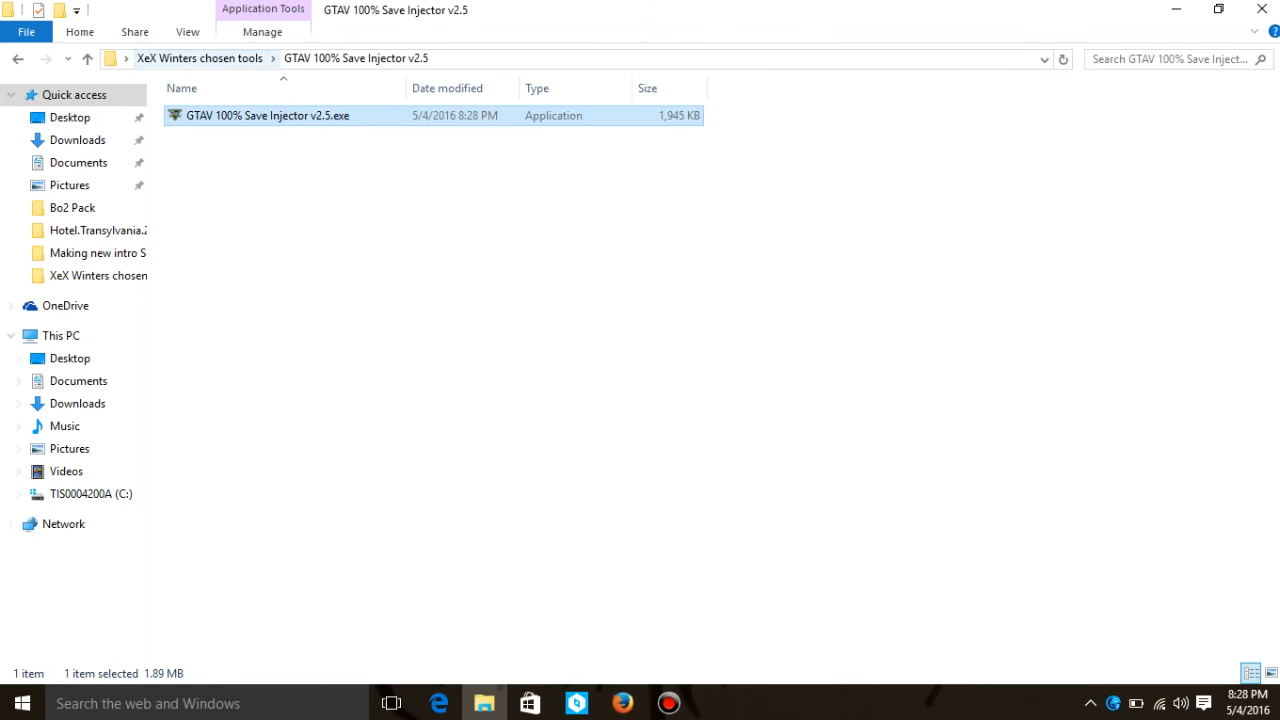 Application Tools
GTAV 100% Save Injector v2.5
File
Home
Share
View
Manage
XeX Winters chosen tools
GTAV 100% Save Injector v2.5
Search GTAV 100% Save Inject...
Name
Date modified
Type
Size
GTAV 100% Save Injector v2.5.exe
5/4/2016 8:28 PM
Application
1,945 KB
Quick access
Desktop
Downloads
Documents
Pictures
Bo2 Pack
Hotel.Transylvania.2
Making new intro S
XeX Winters chosen
OneDrive
This PC
Desktop
Documents
Downloads
Music
Pictures
Videos
TIS0004200A (C:)
Network
1 item
1 item selected 1.89 MB
Search the web and Windows
8:28 PM
5/4/2016